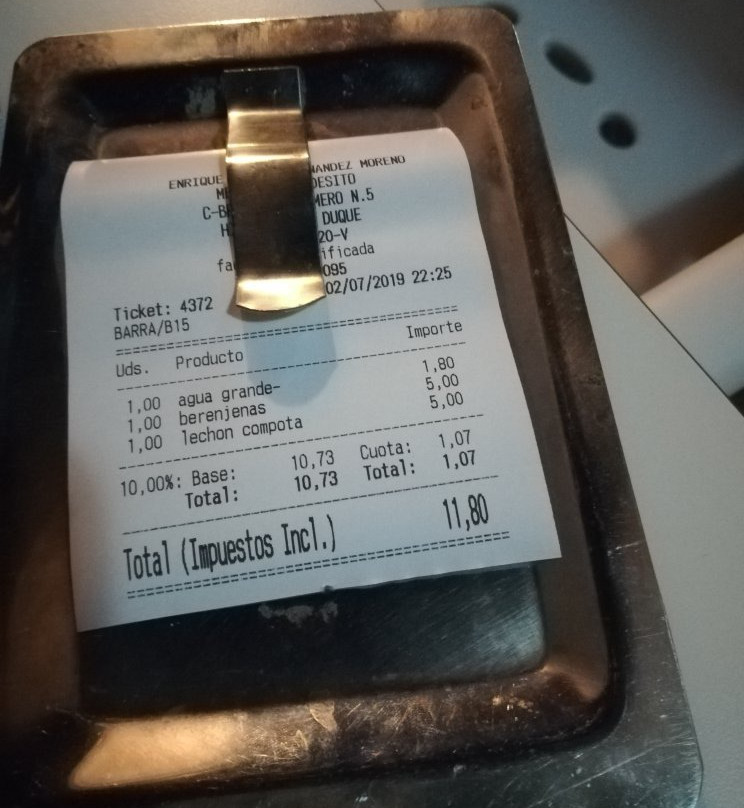 ENRIQUE NANDEZ MORENO
DESITO
MERO N.5
DUQUE
20-V
ificada
095
Ticket: 4372 02/07/2019 22:25
BARRA/B15
Uds. Producto Importe
1,00 agua grande- 1,80
1,00 berenjenas 5,00
1,00 lechon compota 5,00
10,00%: Base: 10,73 Cuota: 1,07
Total: 10,73 Total: 1,07
Total (Impuestos Incl.) 11,80